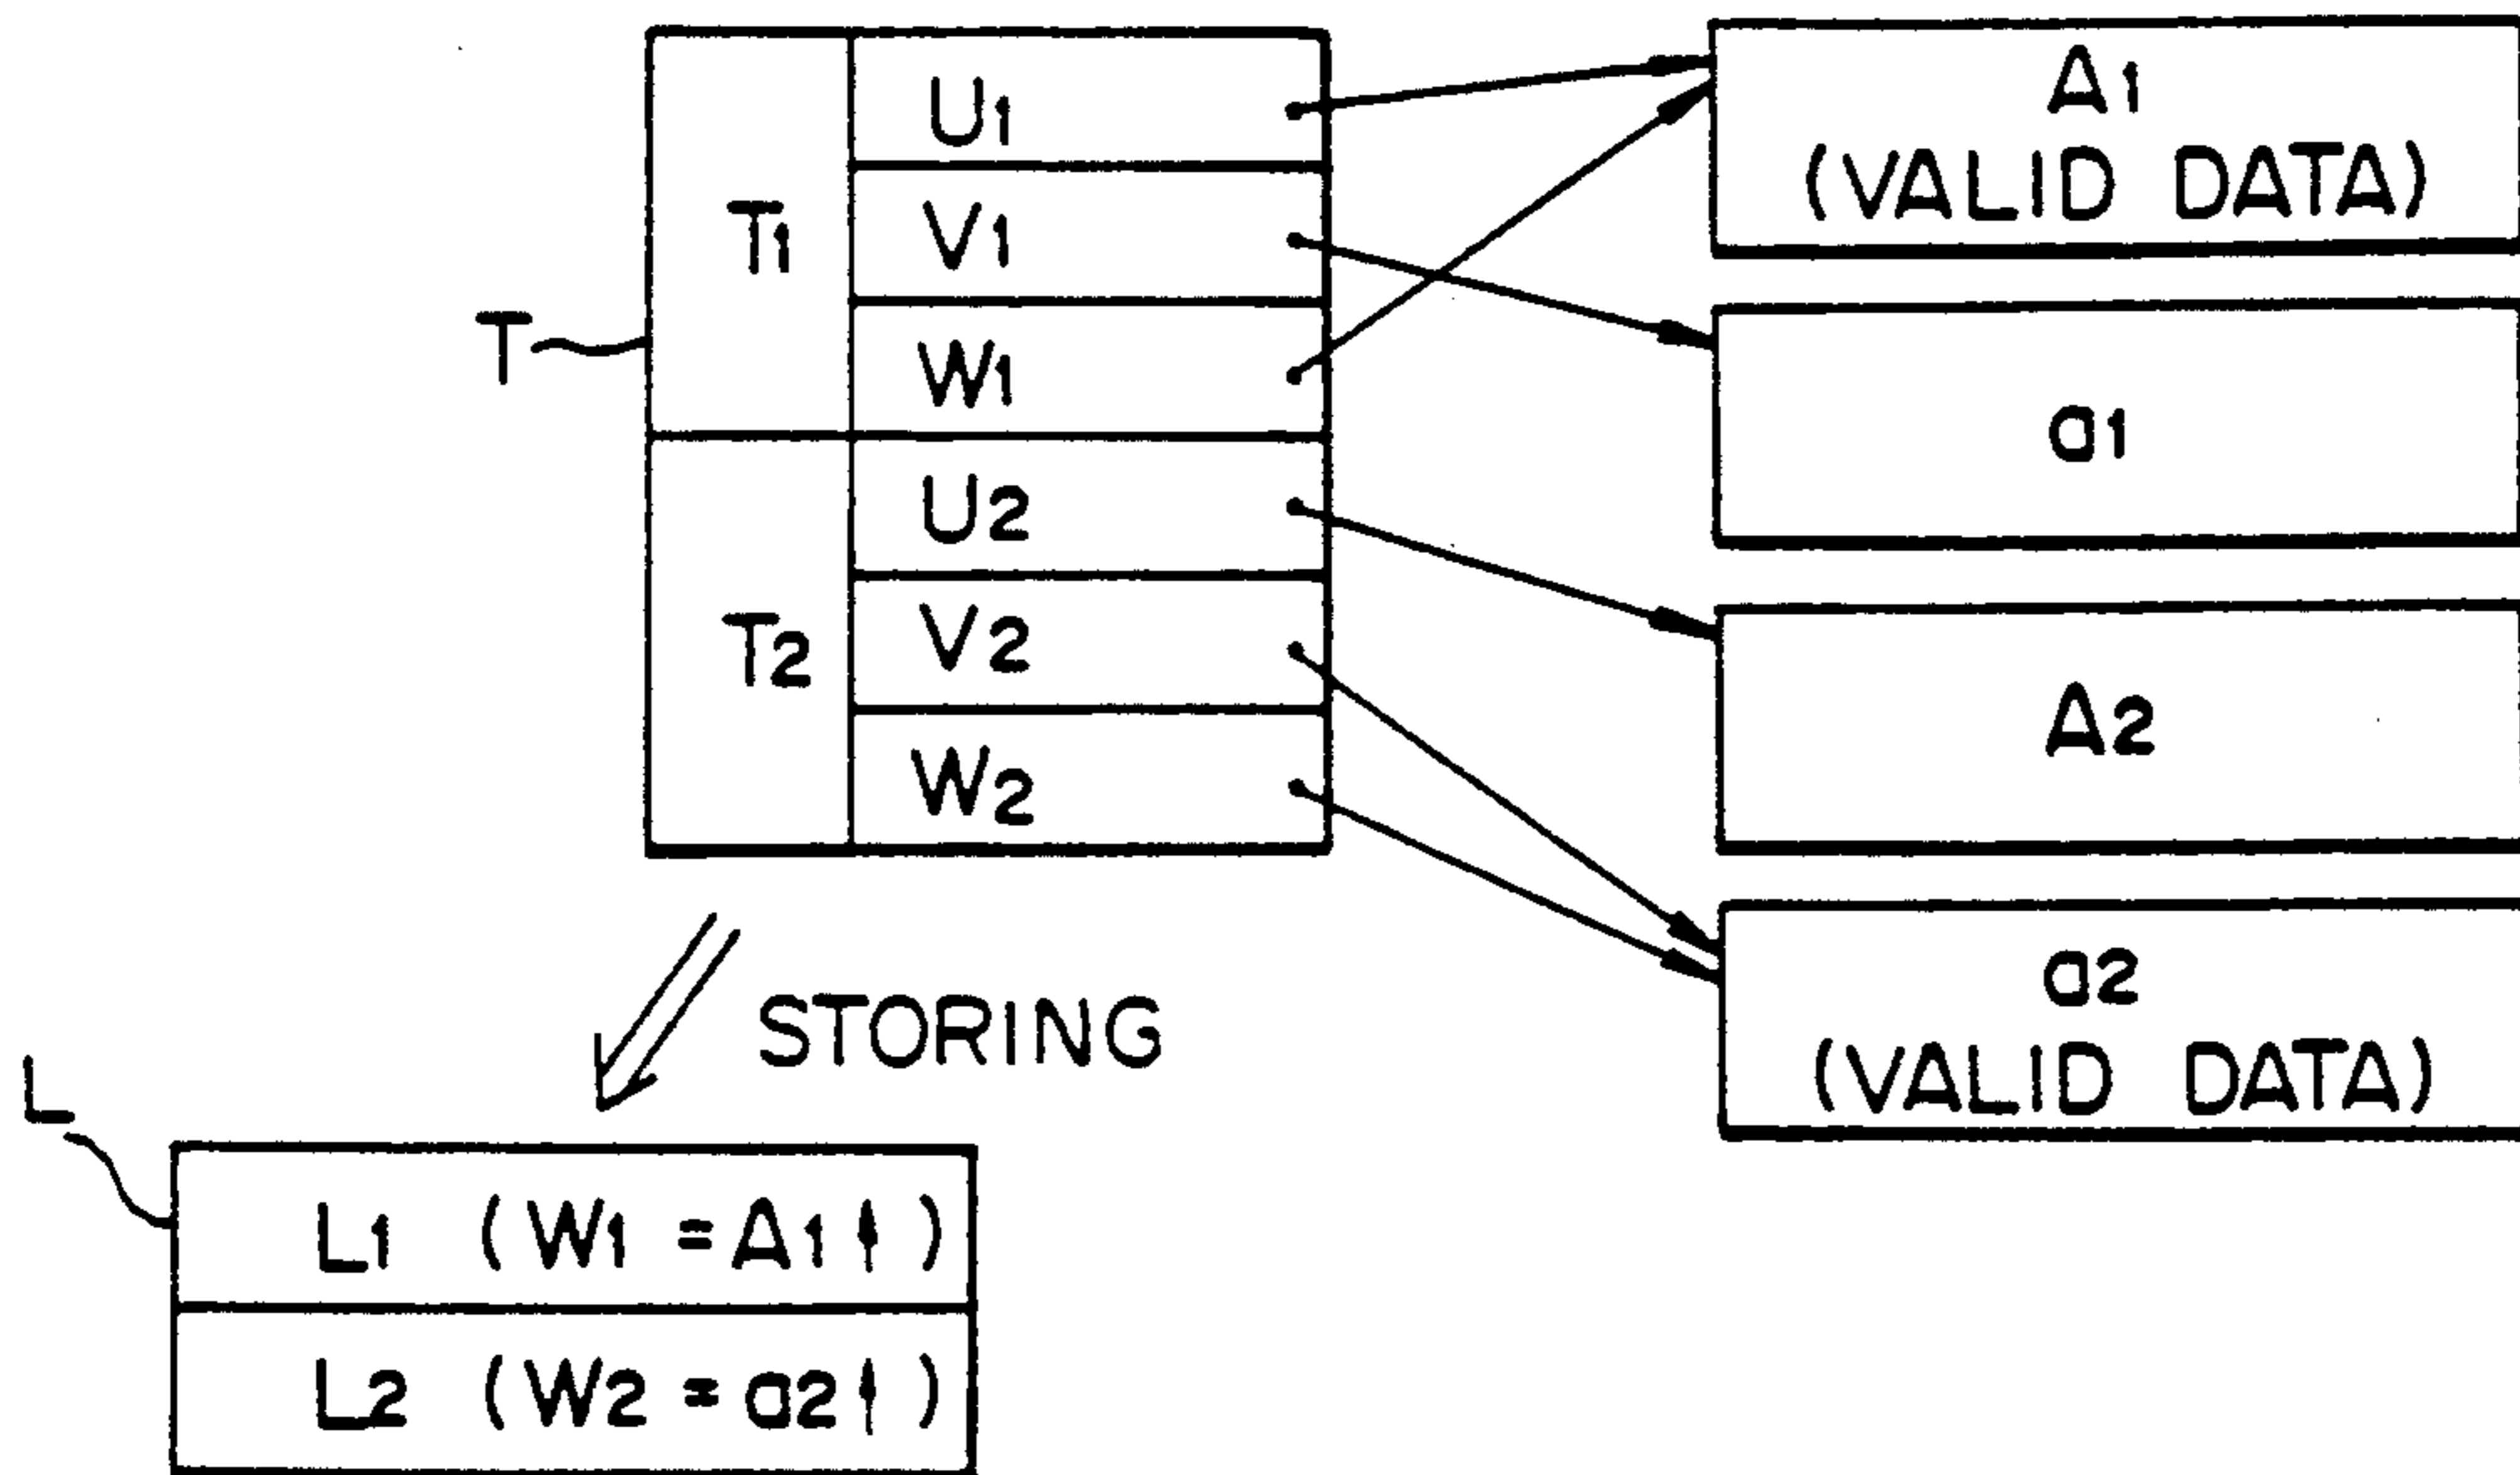 T
T1
U1
V1
W1
T2
U2
V2
W2
A1
(VALID DATA)
a1
A2
a2
(VALID DATA)
STORING
L
L1 (W1 =A1↑)
L2 (W2 =a2↑)